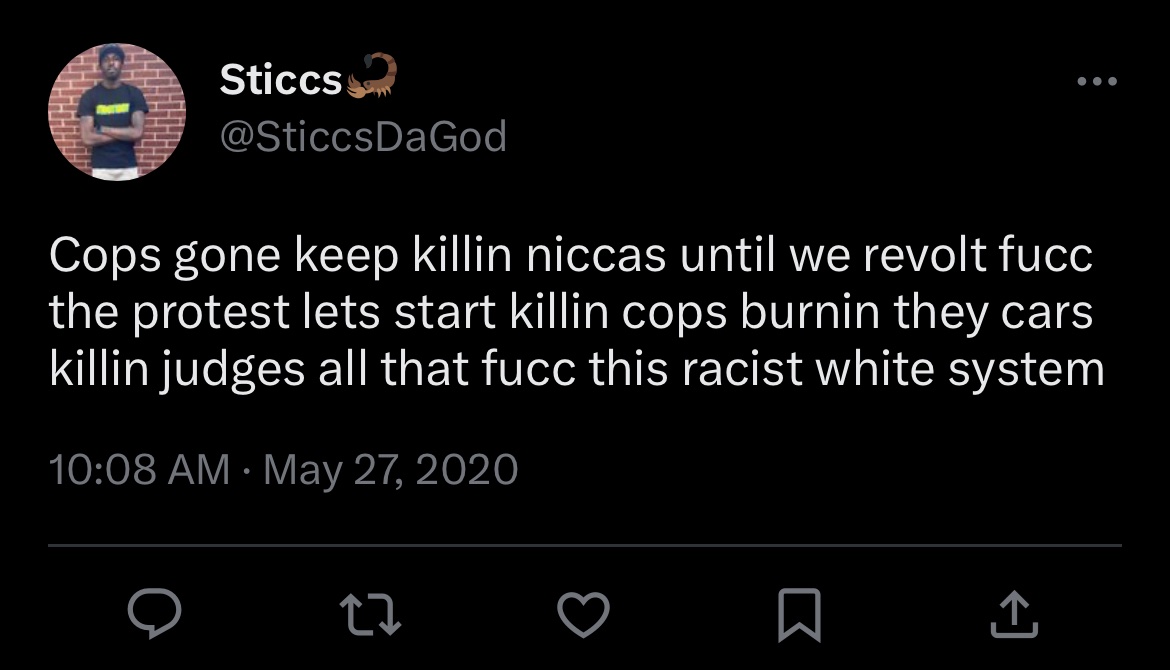 Sticcs🦂
@SticcsDaGod
Cops gone keep killin niccas until we revolt fucc
the protest lets start killin cops burnin they cars
killin judges all that fucc this racist white system
10:08 AM · May 27, 2020